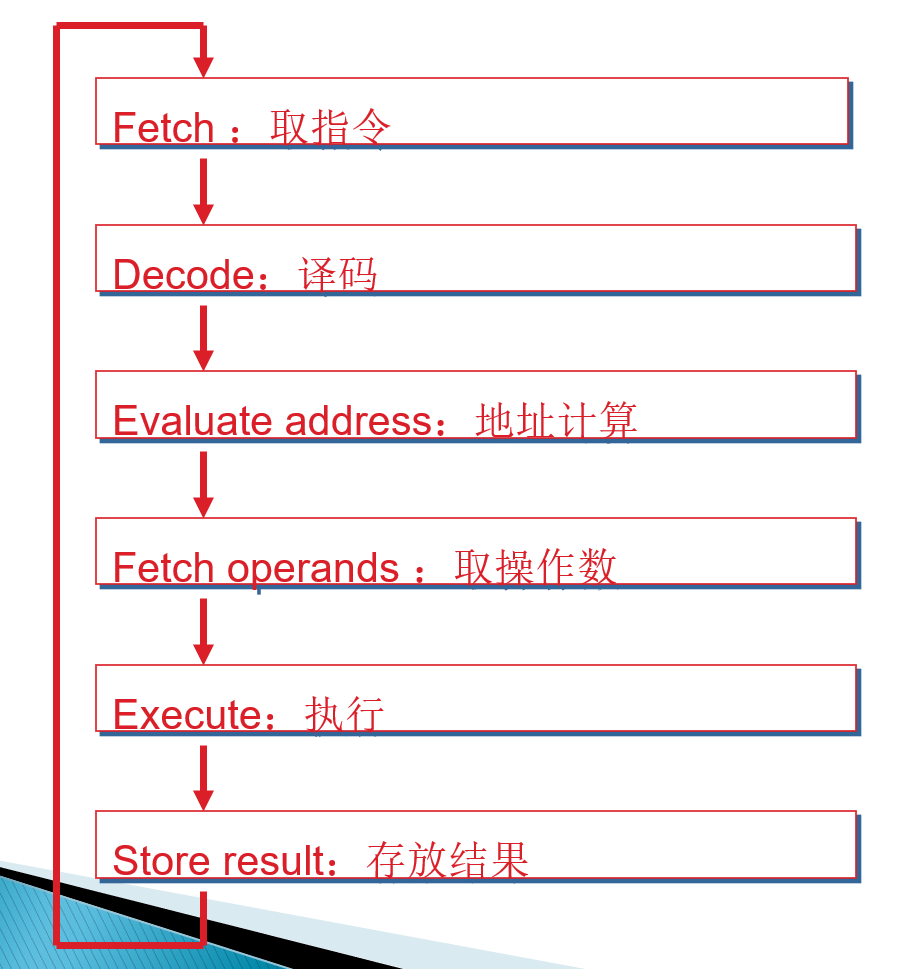 Fetch ：取指令
Decode：译码
Evaluate address：地址计算
Fetch operands ：取操作数
Execute：执行
Store result：存放结果